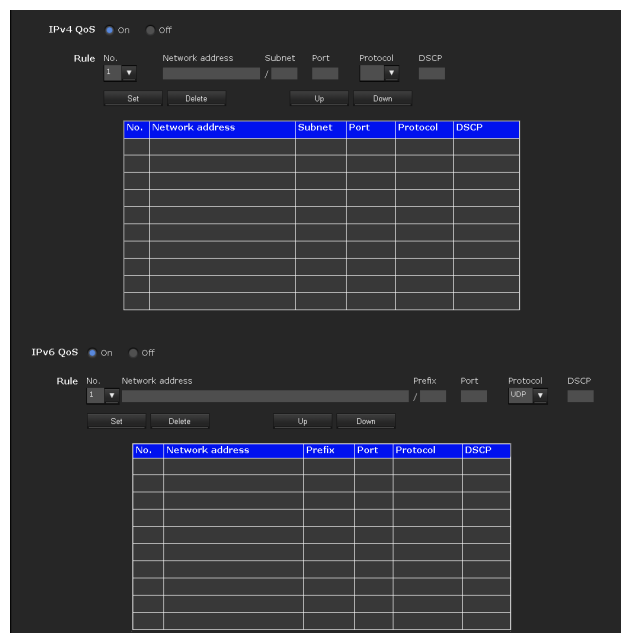 IPv4 QoS On Off
Rule No. Network address Subnet Port Protocol DSCP
1 /
Set Delete Up Down
No. Network address Subnet Port Protocol DSCP
IPv6 QoS On Off
Rule No. Network address Prefix Port Protocol DSCP
1 / UDP
Set Delete Up Down
No. Network address Prefix Port Protocol DSCP